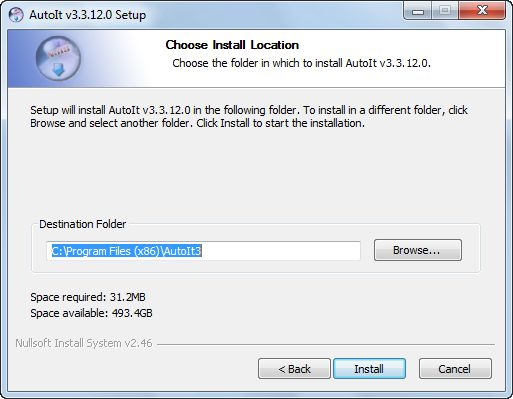 AutoIt v3.3.12.0 Setup
Choose Install Location
Choose the folder in which to install AutoIt v3.3.12.0.
Setup will install AutoIt v3.3.12.0 in the following folder. To install in a different folder, click
Browse and select another folder. Click Install to start the installation.
Destination Folder
C:\Program Files (x86)\AutoIt3
Browse...
Space required: 31.2MB
Space available: 493.4GB
Nullsoft Install System v2.46
< Back
Install
Cancel